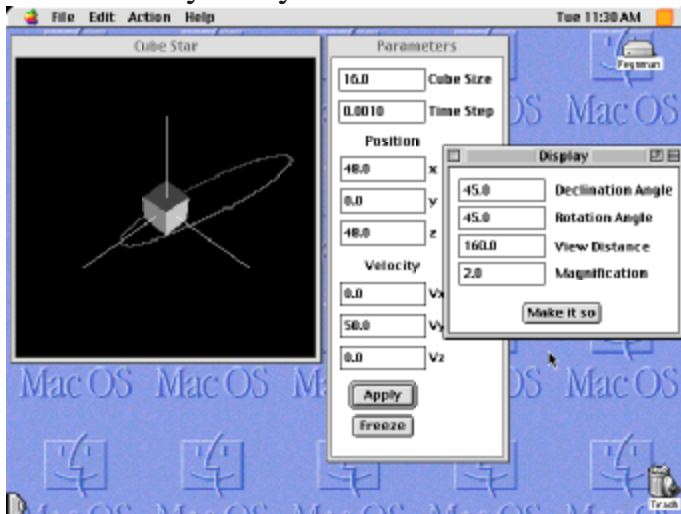 File Edit Action Help
Tue 11:30 AM
Cube Star
Parameters
16.0 Cube Size
0.0010 Time Step
Position
48.0 x
0.0 y
48.0 z
Velocity
0.0 Vx
50.0 Vy
0.0 Vz
Apply
Freeze
Display
45.0 Declination Angle
45.0 Rotation Angle
160.0 View Distance
2.0 Magnification
Make it so
Mac OS
Mac OS Mac OS Mac OS
Trash